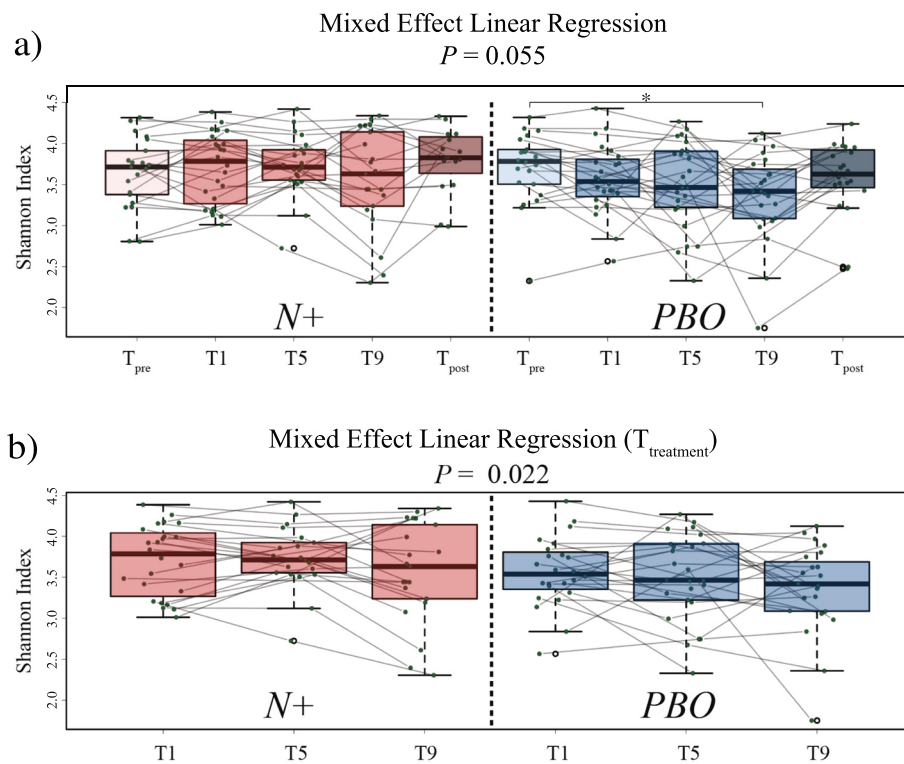 a)
Mixed Effect Linear Regression
P = 0.055
Shannon Index
4.5
4.0
3.5
3.0
2.5
2.0
*
N+
PBO
Tpre T1 T5 T9 Tpost Tpre T1 T5 T9 Tpost
b)
Mixed Effect Linear Regression (Ttreatment)
P = 0.022
Shannon Index
4.5
4.0
3.5
3.0
2.5
2.0
N+
PBO
T1 T5 T9 T1 T5 T9